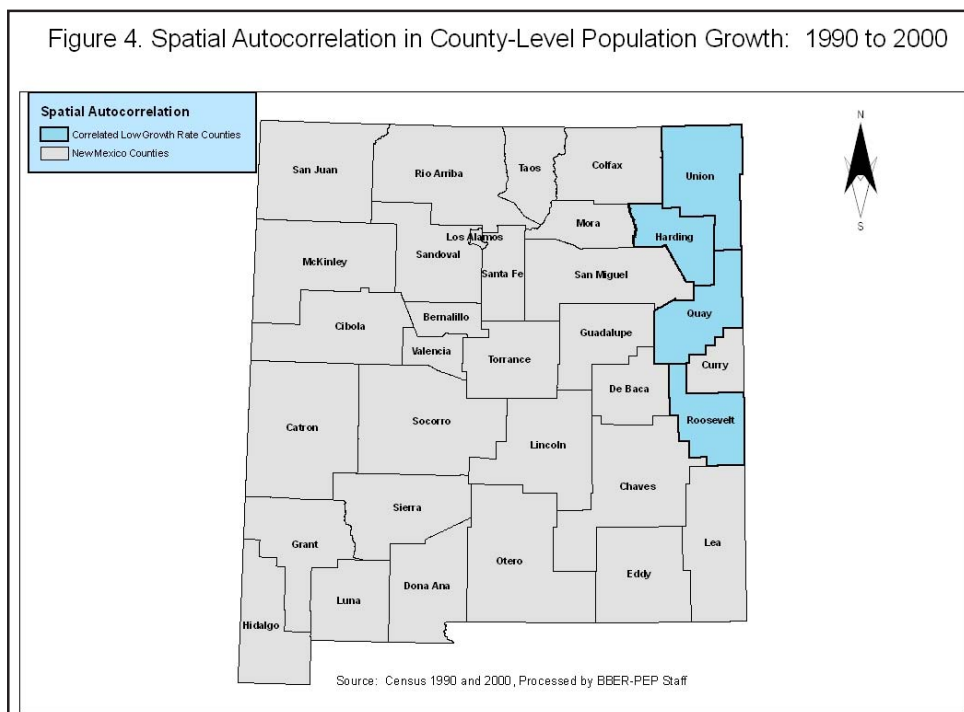 Figure 4. Spatial Autocorrelation in County-Level Population Growth: 1990 to 2000
Spatial Autocorrelation
Correlated Low Growth Rate Counties
New Mexico Counties
N
S
San Juan
Rio Arriba
Taos
Colfax
Union
Mora
Harding
Los Alamos
Sandoval
Santa Fe
McKinley
San Miguel
Quay
Bernalillo
Cibola
Guadalupe
Valencia
Torrance
Curry
De Baca
Catron
Socorro
Lincoln
Roosevelt
Chaves
Sierra
Grant
Lea
Otero
Eddy
Dona Ana
Luna
Hidalgo
Source: Census 1990 and 2000, Processed by BBER-PEP Staff